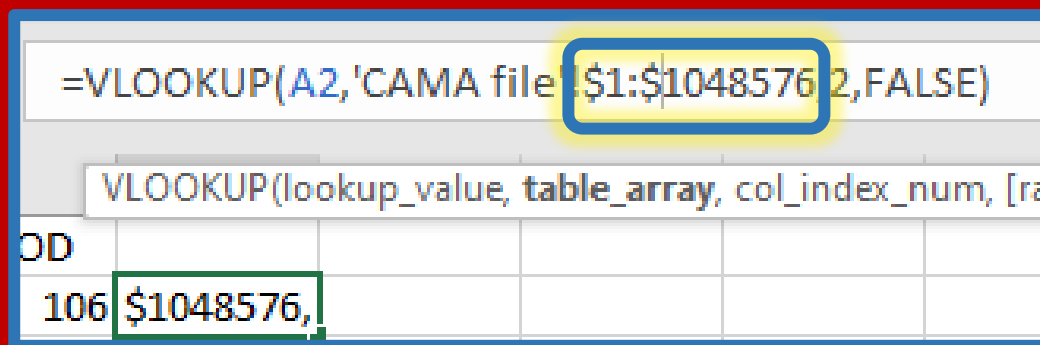 =VLOOKUP(A2,'CAMA file'!$1:$1048576,2,FALSE)
VLOOKUP(lookup_value, table_array, col_index_num, [ra
OD
106 $1048576,